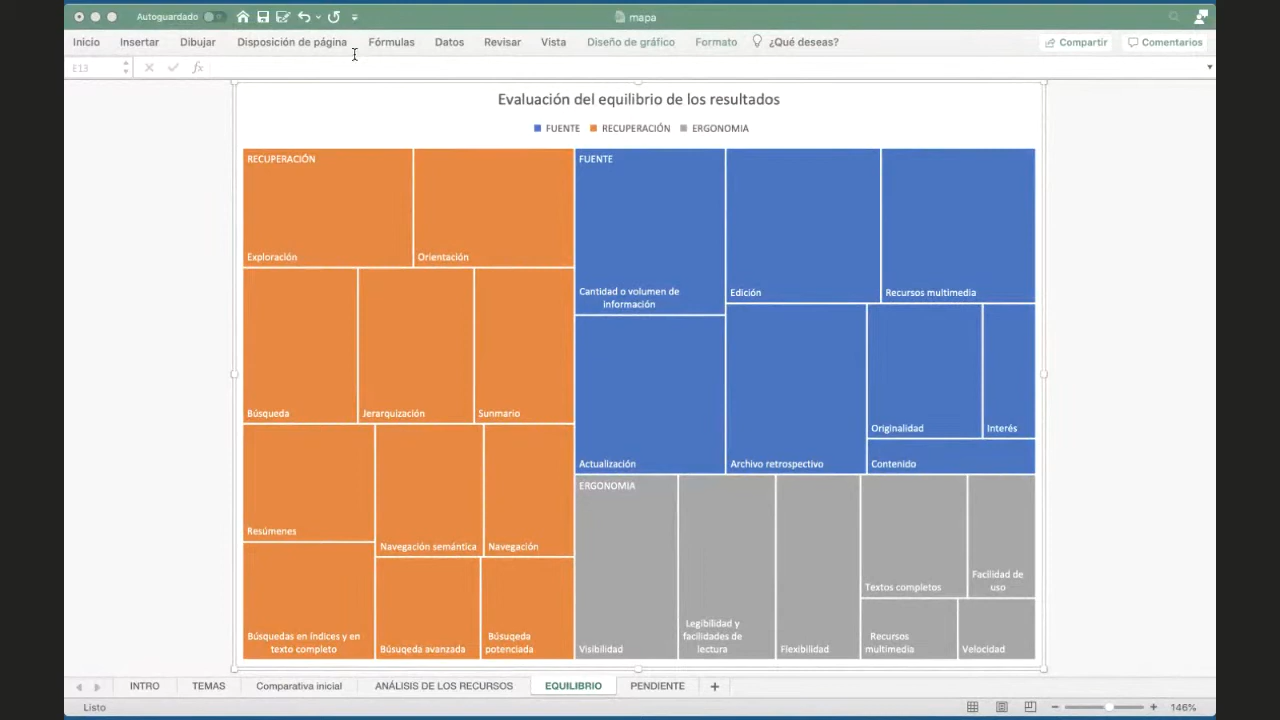 Autoguardado
mapa
Inicio Insertar Dibujar Disposición de página Fórmulas Datos Revisar Vista Diseño de gráfico Formato ¿Qué deseas? Compartir Comentarios
E13 fx
Evaluación del equilibrio de los resultados
FUENTE RECUPERACIÓN ERGONOMIA
RECUPERACIÓN
Exploración
Orientación
Búsqueda
Jerarquización
Sunmario
Resúmenes
Navegación semántica
Navegación
Búsquedas en índices y en
texto completo
Búsuqeda avanzada
Búsuqeda
potenciada
FUENTE
Cantidad o volumen de
información
Edición
Recursos multimedia
Actualización
Archivo retrospectivo
Originalidad
Interés
Contenido
ERGONOMIA
Visibilidad
Legibilidad y
facilidades de
lectura
Flexibilidad
Textos completos
Facilidad de
uso
Recursos
multimedia
Velocidad
INTRO TEMAS Comparativa inicial ANÁLISIS DE LOS RECURSOS EQUILIBRIO PENDIENTE +
Listo
146%